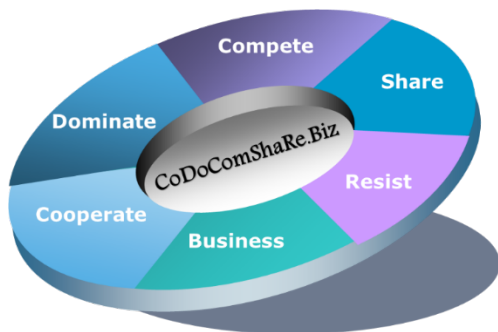 Compete
Share
Dominate
CoDoComShaRe.Biz
Resist
Cooperate
Business